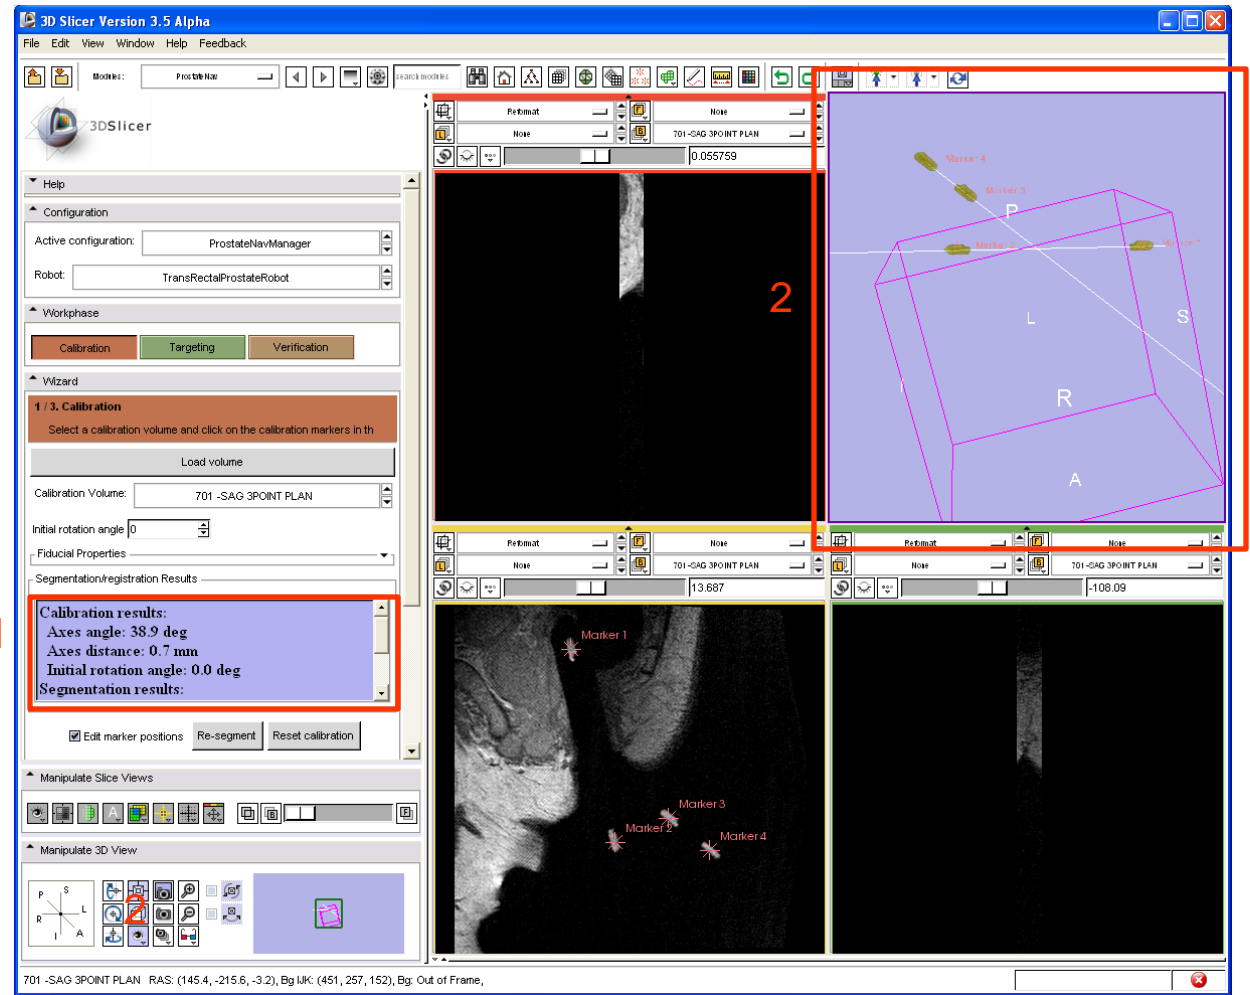 3D Slicer Version 3.5 Alpha
File Edit View Window Help Feedback
Modules: ProstateNav search modules
3DSlicer
Help
Configuration
Active configuration: ProstateNavManager
Robot: TransRectalProstateRobot
Workphase
Calibration Targeting Verification
Wizard
1 / 3. Calibration
Select a calibration volume and click on the calibration markers in th
Load volume
Calibration Volume: 701 -SAG 3POINT PLAN
Initial rotation angle 0
Fiducial Properties
Segmentation/registration Results
Calibration results:
Axes angle: 38.9 deg
Axes distance: 0.7 mm
Initial rotation angle: 0.0 deg
Segmentation results:
Edit marker positions Re-segment Reset calibration
Manipulate Slice Views
Manipulate 3D View
P S
R L
I A
2
Reformat None
None 701 -SAG 3POINT PLAN
0.055759
2
Marker 4
Marker 3
P
Marker 2
L
S
I
R
A
Reformat None
None 701 -SAG 3POINT PLAN
13.687
Marker 1
Marker 3
Marker 2
Marker 4
Reformat None
None 701 -SAG 3POINT PLAN
-108.09
701 -SAG 3POINT PLAN RAS: (145.4, -215.6, -3.2), Bg IJK: (451, 257, 152), Bg: Out of Frame,